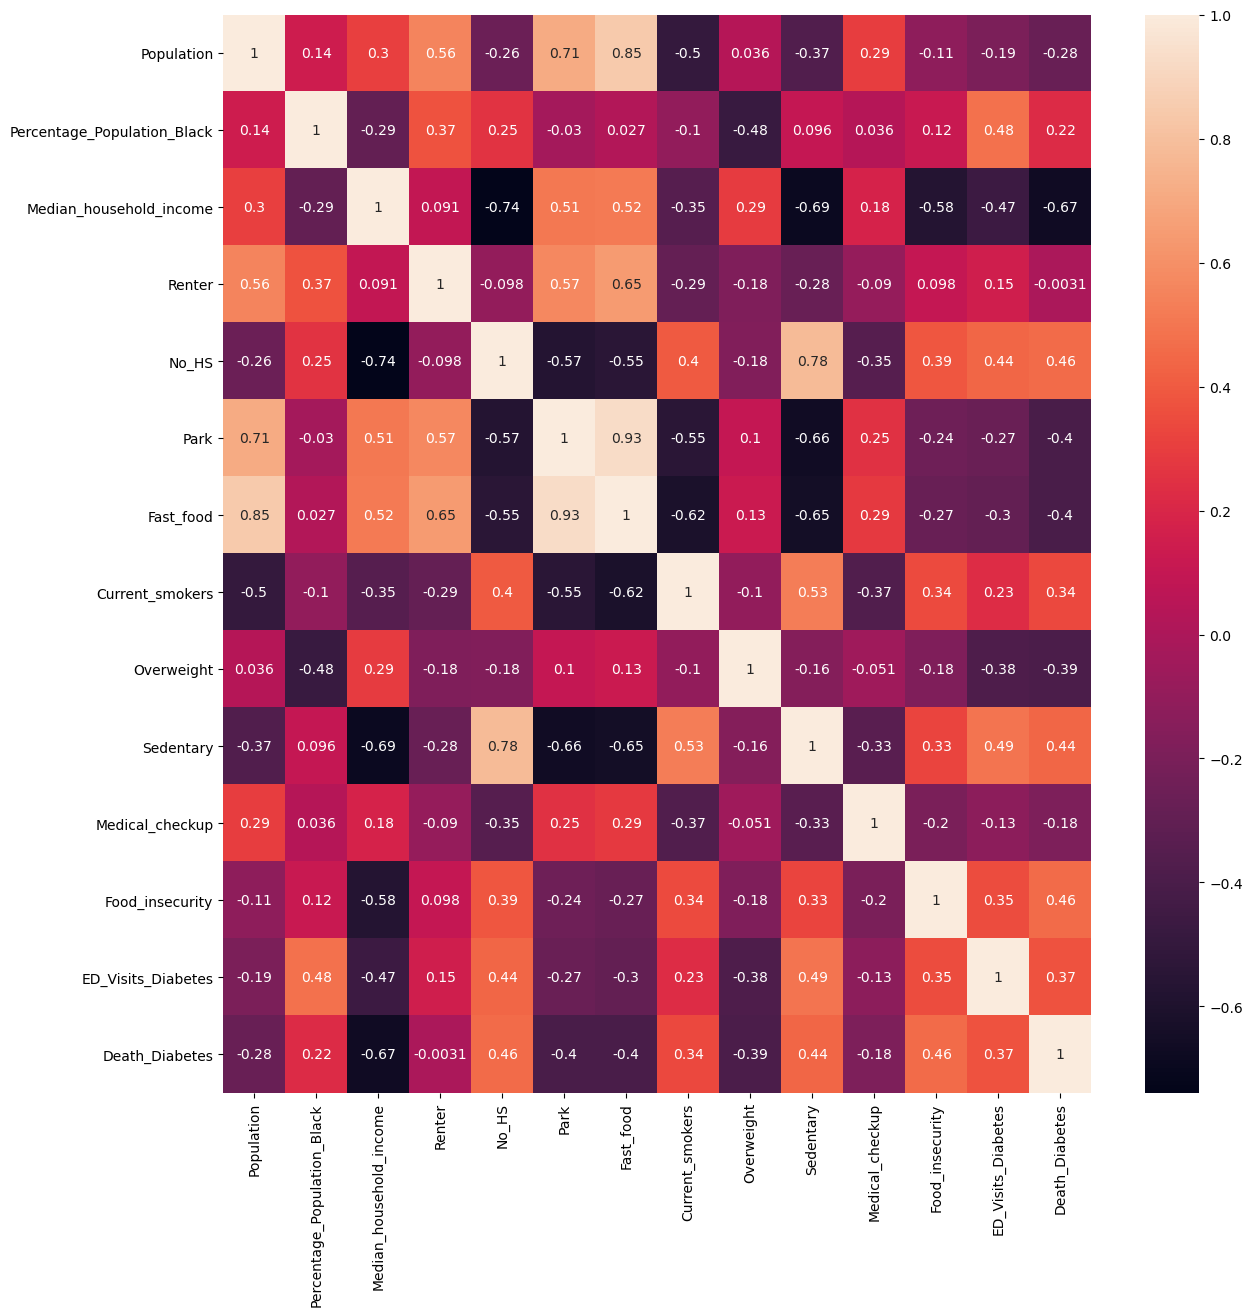 Population 1 0.14 0.3 0.56 -0.26 0.71 0.85 -0.5 0.036 -0.37 0.29 -0.11 -0.19 -0.28
Percentage_Population_Black 0.14 1 -0.29 0.37 0.25 -0.03 0.027 -0.1 -0.48 0.096 0.036 0.12 0.48 0.22
Median_household_income 0.3 -0.29 1 0.091 -0.74 0.51 0.52 -0.35 0.29 -0.69 0.18 -0.58 -0.47 -0.67
Renter 0.56 0.37 0.091 1 -0.098 0.57 0.65 -0.29 -0.18 -0.28 -0.09 0.098 0.15 -0.0031
No_HS -0.26 0.25 -0.74 -0.098 1 -0.57 -0.55 0.4 -0.18 0.78 -0.35 0.39 0.44 0.46
Park 0.71 -0.03 0.51 0.57 -0.57 1 0.93 -0.55 0.1 -0.66 0.25 -0.24 -0.27 -0.4
Fast_food 0.85 0.027 0.52 0.65 -0.55 0.93 1 -0.62 0.13 -0.65 0.29 -0.27 -0.3 -0.4
Current_smokers -0.5 -0.1 -0.35 -0.29 0.4 -0.55 -0.62 1 -0.1 0.53 -0.37 0.34 0.23 0.34
Overweight 0.036 -0.48 0.29 -0.18 -0.18 0.1 0.13 -0.1 1 -0.16 -0.051 -0.18 -0.38 -0.39
Sedentary -0.37 0.096 -0.69 -0.28 0.78 -0.66 -0.65 0.53 -0.16 1 -0.33 0.33 0.49 0.44
Medical_checkup 0.29 0.036 0.18 -0.09 -0.35 0.25 0.29 -0.37 -0.051 -0.33 1 -0.2 -0.13 -0.18
Food_insecurity -0.11 0.12 -0.58 0.098 0.39 -0.24 -0.27 0.34 -0.18 0.33 -0.2 1 0.35 0.46
ED_Visits_Diabetes -0.19 0.48 -0.47 0.15 0.44 -0.27 -0.3 0.23 -0.38 0.49 -0.13 0.35 1 0.37
Death_Diabetes -0.28 0.22 -0.67 -0.0031 0.46 -0.4 -0.4 0.34 -0.39 0.44 -0.18 0.46 0.37 1
Population
Percentage_Population_Black
Median_household_income
Renter
No_HS
Park
Fast_food
Current_smokers
Overweight
Sedentary
Medical_checkup
Food_insecurity
ED_Visits_Diabetes
Death_Diabetes
1.0
0.8
0.6
0.4
0.2
0.0
−0.2
−0.4
−0.6